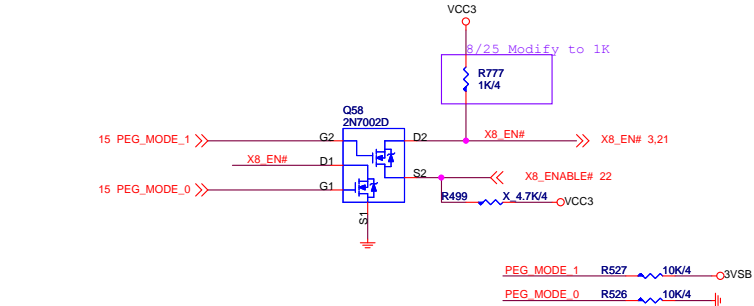 VCC3
8/25 Modify to 1K
R777
1K/4
Q58
2N7002D
15 PEG_MODE_1
G2
D2
X8_EN#
X8_EN# 3,21
X8_EN#
D1
15 PEG_MODE_0
G1
S2
X8_ENABLE# 22
R499
X_4.7K/4
VCC3
S1
PEG_MODE_1
R527
10K/4
3VSB
PEG_MODE_0
R526
10K/4